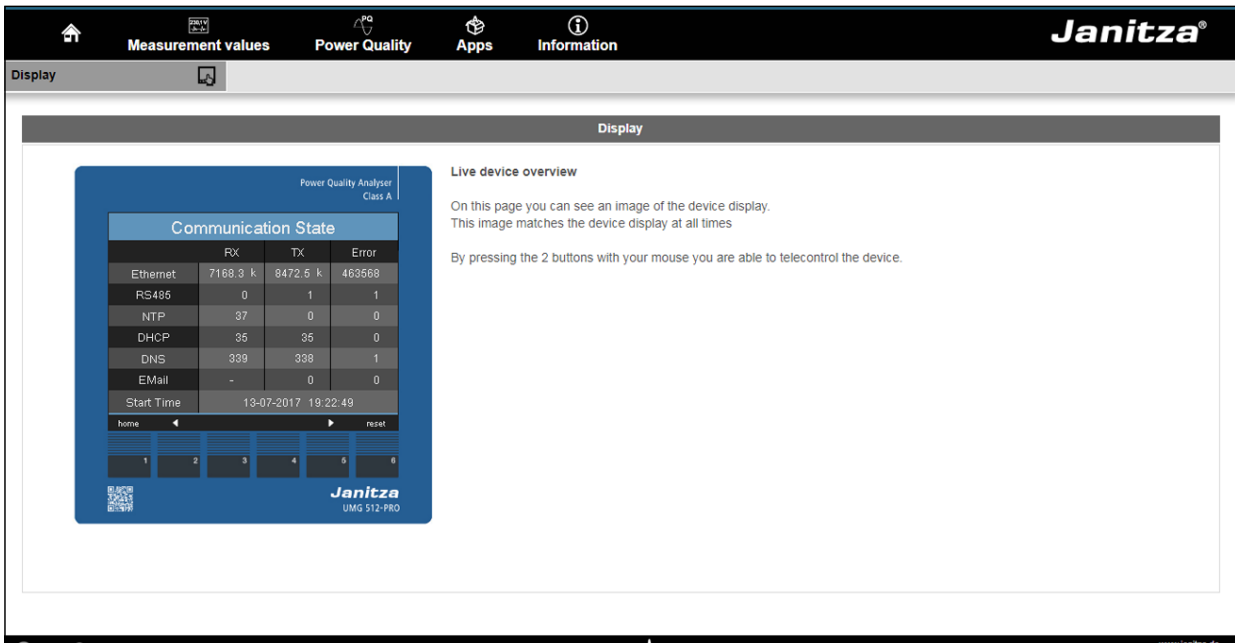 230,1 V
PQ
Measurement values Power Quality Apps Information
Janitza®
Display
Display
Power Quality Analyser
Class A
Communication State
RX TX Error
Ethernet 7168.3 k 8472.5 k 463568
RS485 0 1 1
NTP 37 0 0
DHCP 35 35 0
DNS 339 338 1
EMail - 0 0
Start Time 13-07-2017 19:22:49
home reset
1 2 3 4 5 6
Janitza
UMG 512-PRO
Live device overview
On this page you can see an image of the device display.
This image matches the device display at all times
By pressing the 2 buttons with your mouse you are able to telecontrol the device.